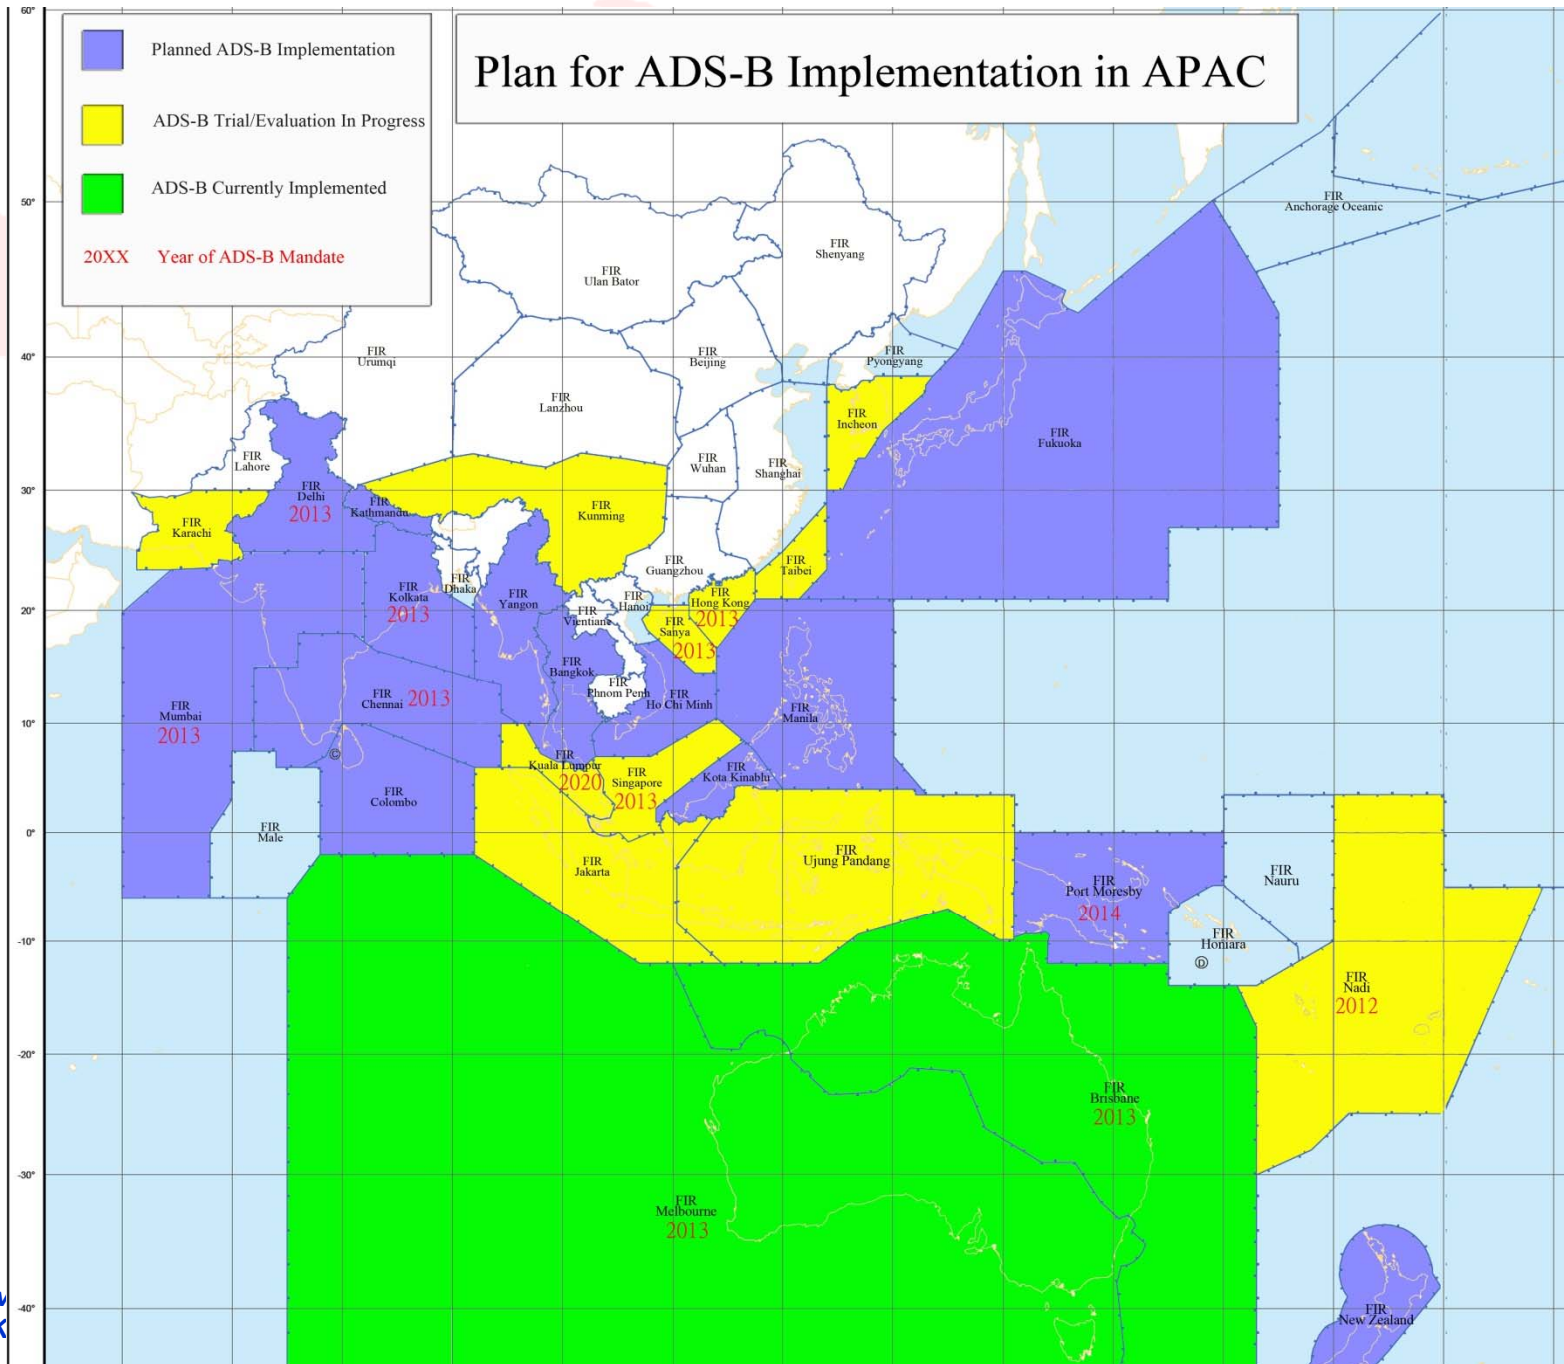 Plan for ADS-B Implementation in APAC
Planned ADS-B Implementation
ADS-B Trial/Evaluation In Progress
ADS-B Currently Implemented
20XX Year of ADS-B Mandate
60°
50°
40°
30°
20°
10°
0°
-10°
-20°
-30°
-40°
FIR
Anchorage Oceanic
FIR
Shenyang
FIR
Ulan Bator
FIR
Urumqi
FIR
Beijing
FIR
Pyongyang
FIR
Lanzhou
FIR
Incheon
FIR
Fukuoka
FIR
Lahore
FIR
Wuhan
FIR
Shanghai
FIR
Delhi
2013
FIR
Kathmandu
FIR
Kunming
FIR
Karachi
FIR
Guangzhou
FIR
Taibei
FIR
Dhaka
FIR
Kolkata
2013
FIR
Yangon
FIR
Hanoi
FIR
Hong Kong
2013
FIR
Vientiane
FIR
Sanya
2013
FIR
Bangkok
FIR
Phnom Penh
FIR
Ho Chi Minh
FIR
Chennai
2013
FIR
Mumbai
2013
FIR
Manila
©
FIR
Kuala Lumpur
2020
FIR
Singapore
2013
FIR
Kota Kinablu
FIR
Colombo
FIR
Male
FIR
Jakarta
FIR
Ujung Pandang
FIR
Port Moresby
2014
FIR
Nauru
FIR
Honiara
Ⓓ
FIR
Nadi
2012
FIR
Brisbane
2013
FIR
Melbourne
2013
FIR
New Zealand